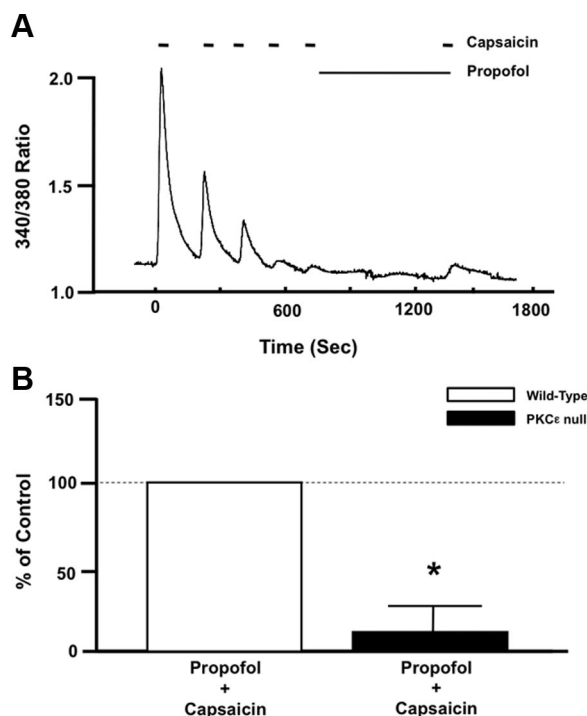 A
Capsaicin
Propofol
2.0
1.5
1.0
340/380 Ratio
0 600 1200 1800
Time (Sec)
B
Wild-Type
PKCε null
150
100
50
0
% of Control
*
Propofol Propofol
+ +
Capsaicin Capsaicin